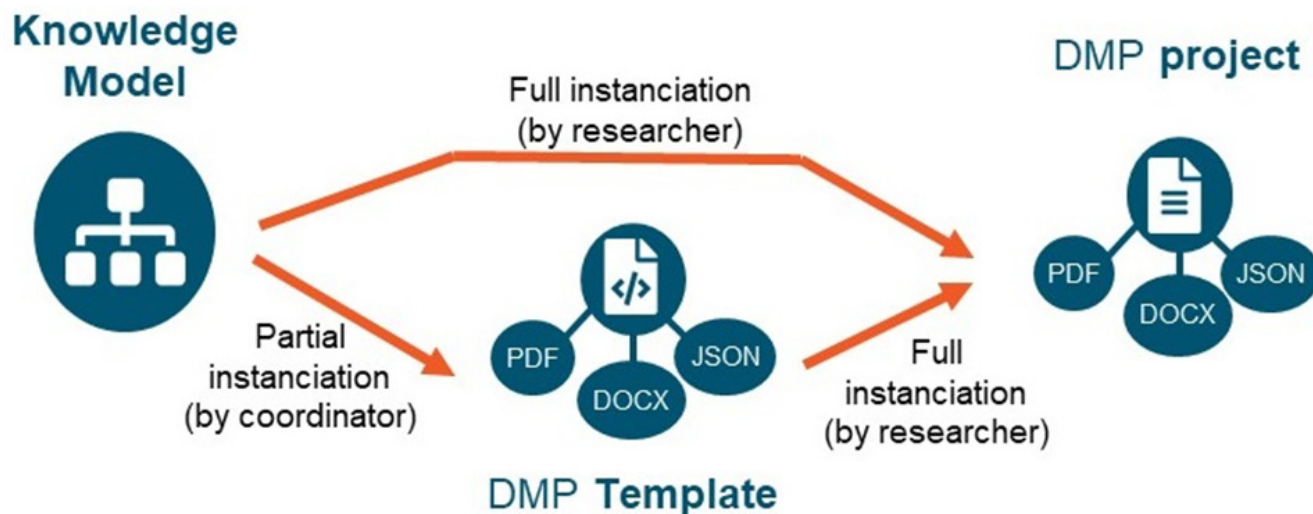 Knowledge
Model
DMP project
Full instanciation
(by researcher)
PDF
JSON
DOCX
Partial
instanciation
(by coordinator)
PDF
JSON
DOCX
Full
instanciation
(by researcher)
DMP Template